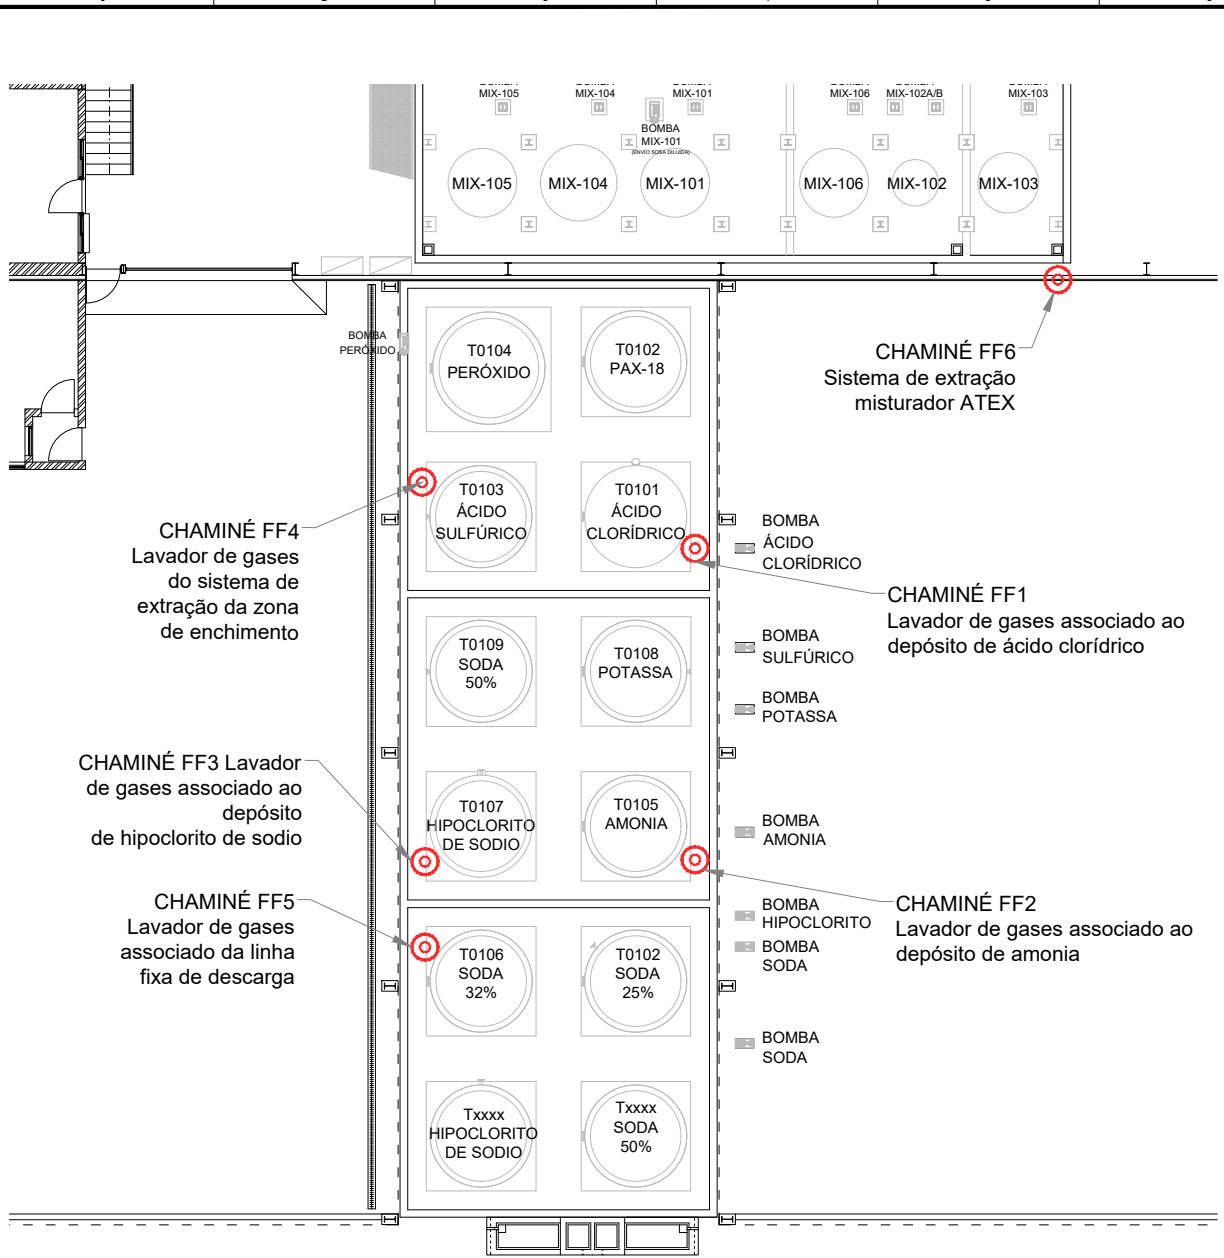 MIX-105
MIX-104
MIX-101
MIX-106
MIX-102A/B
MIX-103
BOMBA
MIX-101
(ENVÍO SOSA DILUIDA)
MIX-105
MIX-104
MIX-101
MIX-106
MIX-102
MIX-103
BOMBA
PERÓXIDO
T0104
PERÓXIDO
T0102
PAX-18
CHAMINÉ FF6
Sistema de extração
misturador ATEX
T0103
ÁCIDO
SULFÚRICO
T0101
ÁCIDO
CLORÍDRICO
CHAMINÉ FF4
Lavador de gases
do sistema de
extração da zona
de enchimento
BOMBA
ÁCIDO
CLORÍDRICO
CHAMINÉ FF1
Lavador de gases associado ao
depósito de ácido clorídrico
T0109
SODA
50%
T0108
POTASSA
BOMBA
SULFÚRICO
BOMBA
POTASSA
CHAMINÉ FF3 Lavador
de gases associado ao
depósito
de hipoclorito de sodio
T0107
HIPOCLORITO
DE SODIO
T0105
AMONIA
BOMBA
AMONIA
CHAMINÉ FF5
Lavador de gases
associado da linha
fixa de descarga
BOMBA
HIPOCLORITO
BOMBA
SODA
CHAMINÉ FF2
Lavador de gases associado ao
depósito de amonia
T0106
SODA
32%
T0102
SODA
25%
BOMBA
SODA
Txxxx
HIPOCLORITO
DE SODIO
Txxxx
SODA
50%